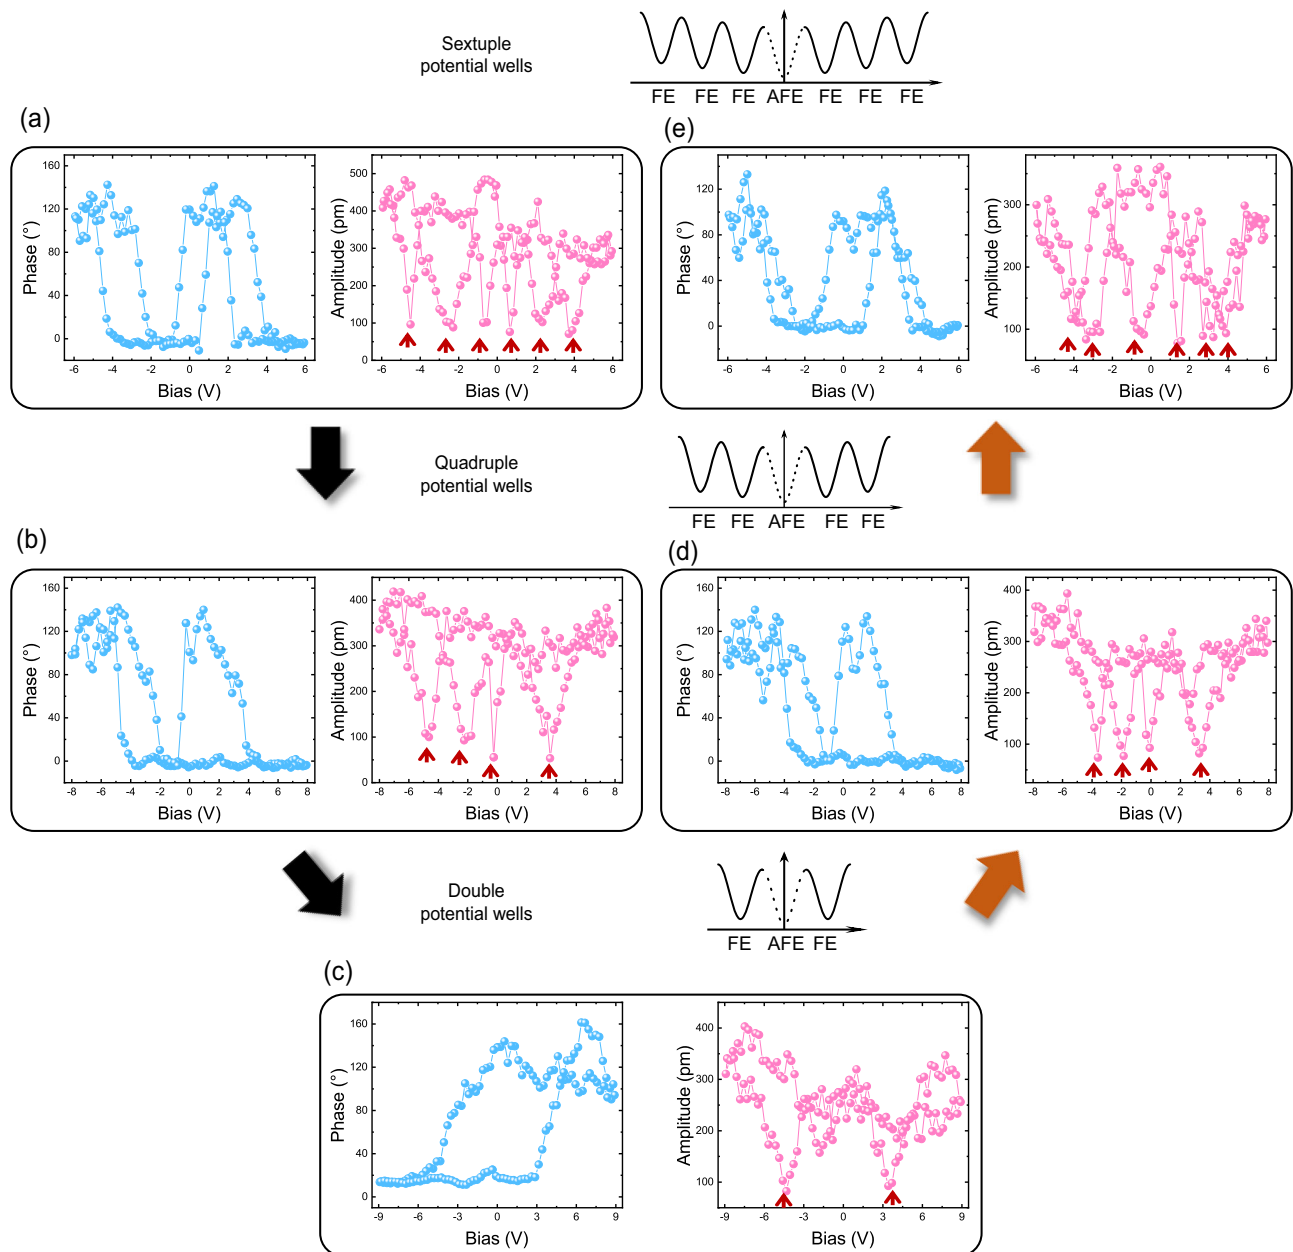 Sextuple
potential wells
FE FE FE AFE FE FE FE
(a)
160
120
80
40
0
Phase (°)
-6 -4 -2 0 2 4 6
Bias (V)
500
400
300
200
100
0
Amplitude (pm)
-6 -4 -2 0 2 4 6
Bias (V)
(e)
120
80
40
0
Phase (°)
-6 -4 -2 0 2 4 6
Bias (V)
300
200
100
Amplitude (pm)
-6 -4 -2 0 2 4 6
Bias (V)
Quadruple
potential wells
FE FE AFE FE FE
(b)
160
120
80
40
0
Phase (°)
-8 -6 -4 -2 0 2 4 6 8
Bias (V)
400
300
200
100
0
Amplitude (pm)
-8 -6 -4 -2 0 2 4 6 8
Bias (V)
(d)
160
120
80
40
0
Phase (°)
-8 -6 -4 -2 0 2 4 6 8
Bias (V)
400
300
200
100
Amplitude (pm)
-8 -6 -4 -2 0 2 4 6 8
Bias (V)
Double
potential wells
FE AFE FE
(c)
160
120
80
40
0
Phase (°)
-9 -6 -3 0 3 6 9
Bias (V)
400
300
200
100
Amplitude (pm)
-9 -6 -3 0 3 6 9
Bias (V)